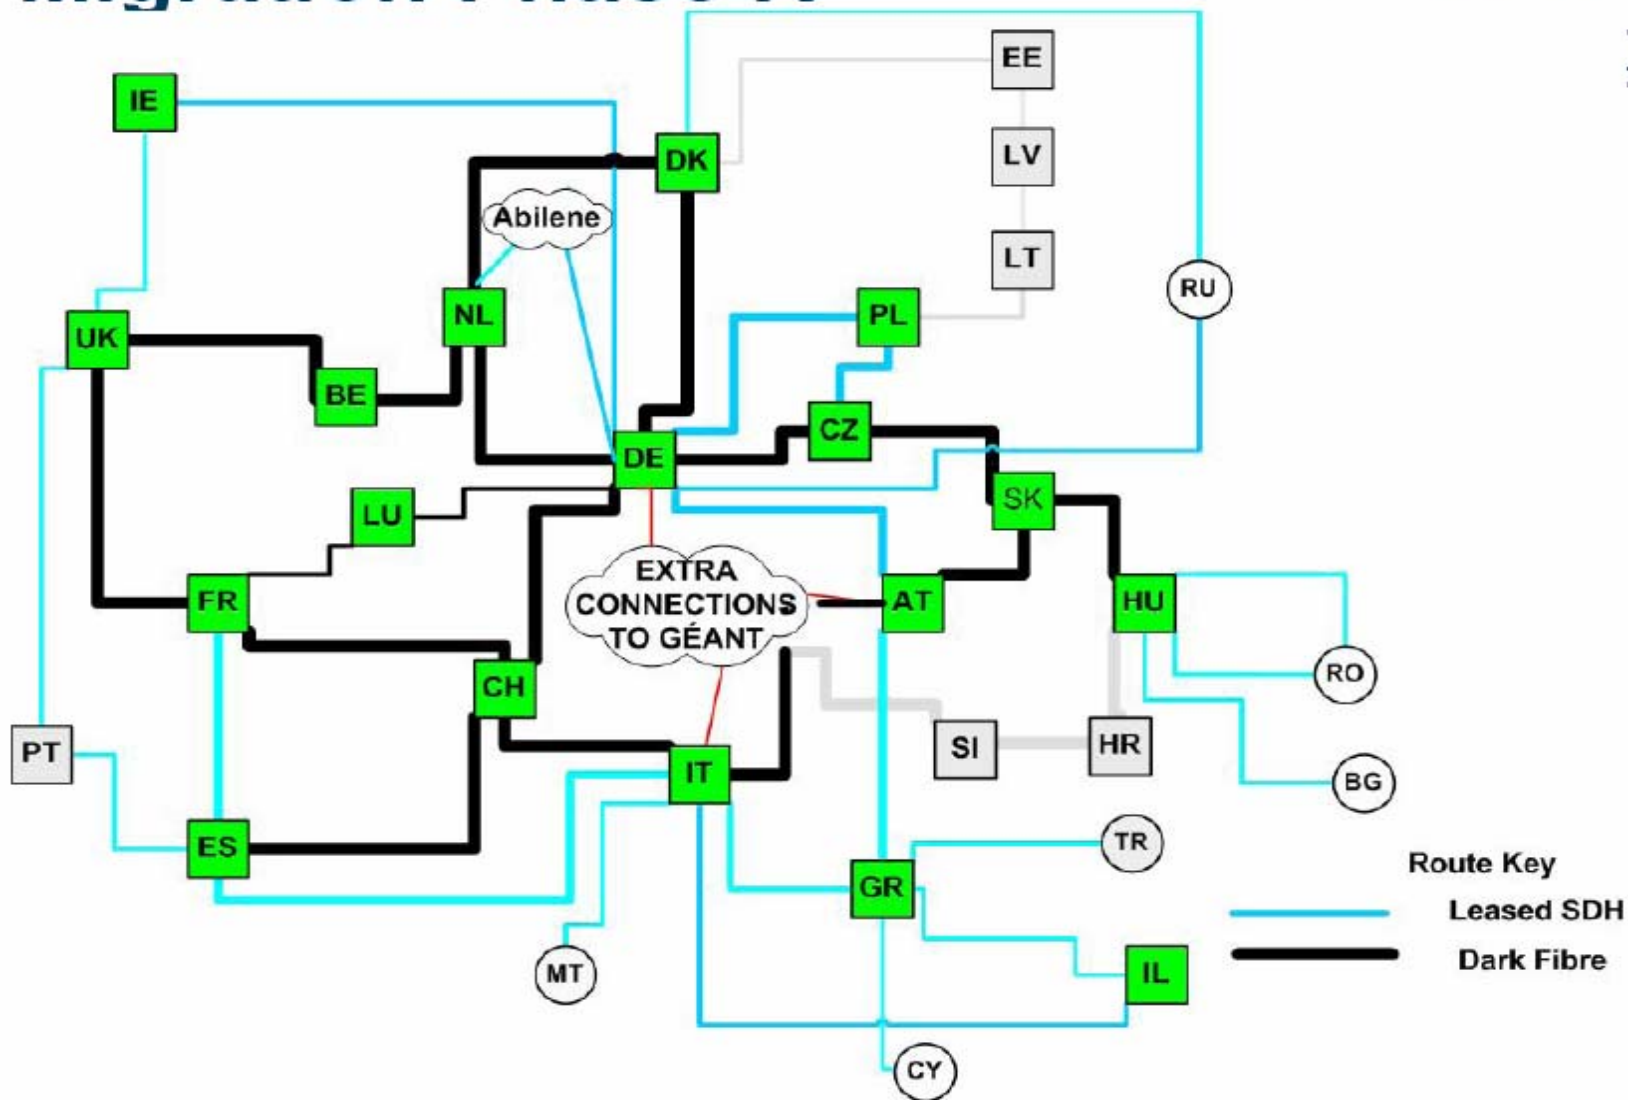 EE
IE
DK
LV
Abilene
LT
RU
NL
PL
UK
BE
CZ
DE
SK
LU
EXTRA
CONNECTIONS
TO GÉANT
FR
AT
HU
CH
RO
PT
SI
HR
IT
BG
ES
TR
GR
Route Key
Leased SDH
Dark Fibre
MT
IL
CY